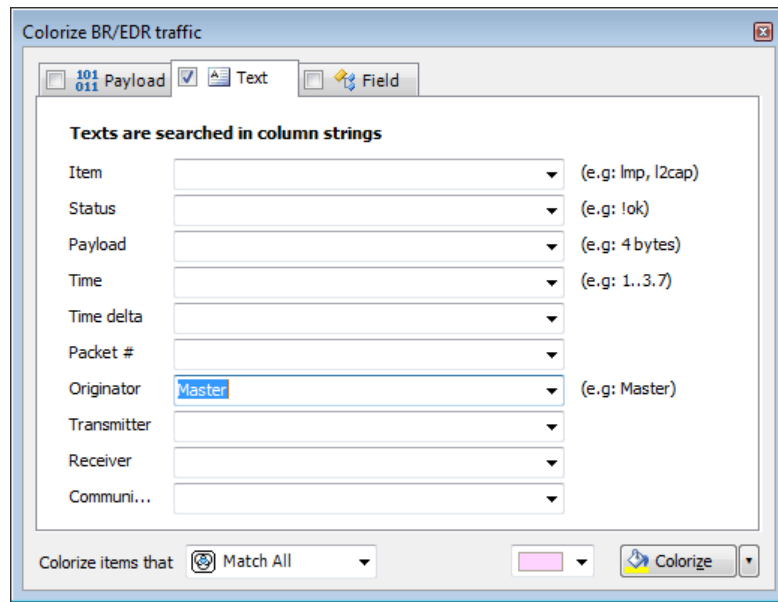 Colorize BR/EDR traffic
101 011 Payload Text Field
Texts are searched in column strings
Item (e.g: lmp, l2cap)
Status (e.g: !ok)
Payload (e.g: 4 bytes)
Time (e.g: 1..3.7)
Time delta
Packet #
Originator Master (e.g: Master)
Transmitter
Receiver
Communi...
Colorize items that Match All Colorize